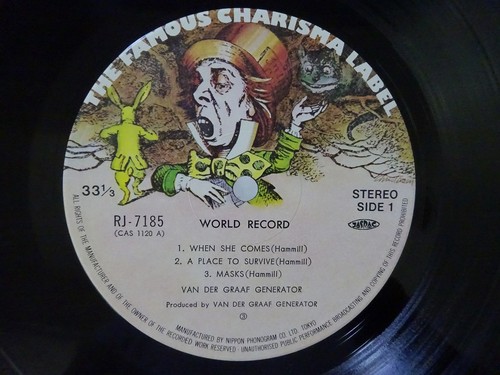 THE FAMOUS CHARISMA LABEL
33 1/3
STEREO
SIDE 1
RJ-7185
(CAS 1120 A)
WORLD RECORD
1. WHEN SHE COMES(Hammill)
2. A PLACE TO SURVIVE(Hammill)
3. MASKS(Hammill)
VAN DER GRAAF GENERATOR
Produced by VAN DER GRAAF GENERATOR
③
ALL RIGHTS OF THE MANUFACTURER AND OF THE OWNER OF THE RECORDED WORK RESERVED - UNAUTHORISED PUBLIC PERFORMANCE BROADCASTING AND COPYING OF THIS RECORD PROHIBITED
MANUFACTURED BY NIPPON PHONOGRAM CO. LTD. TOKYO